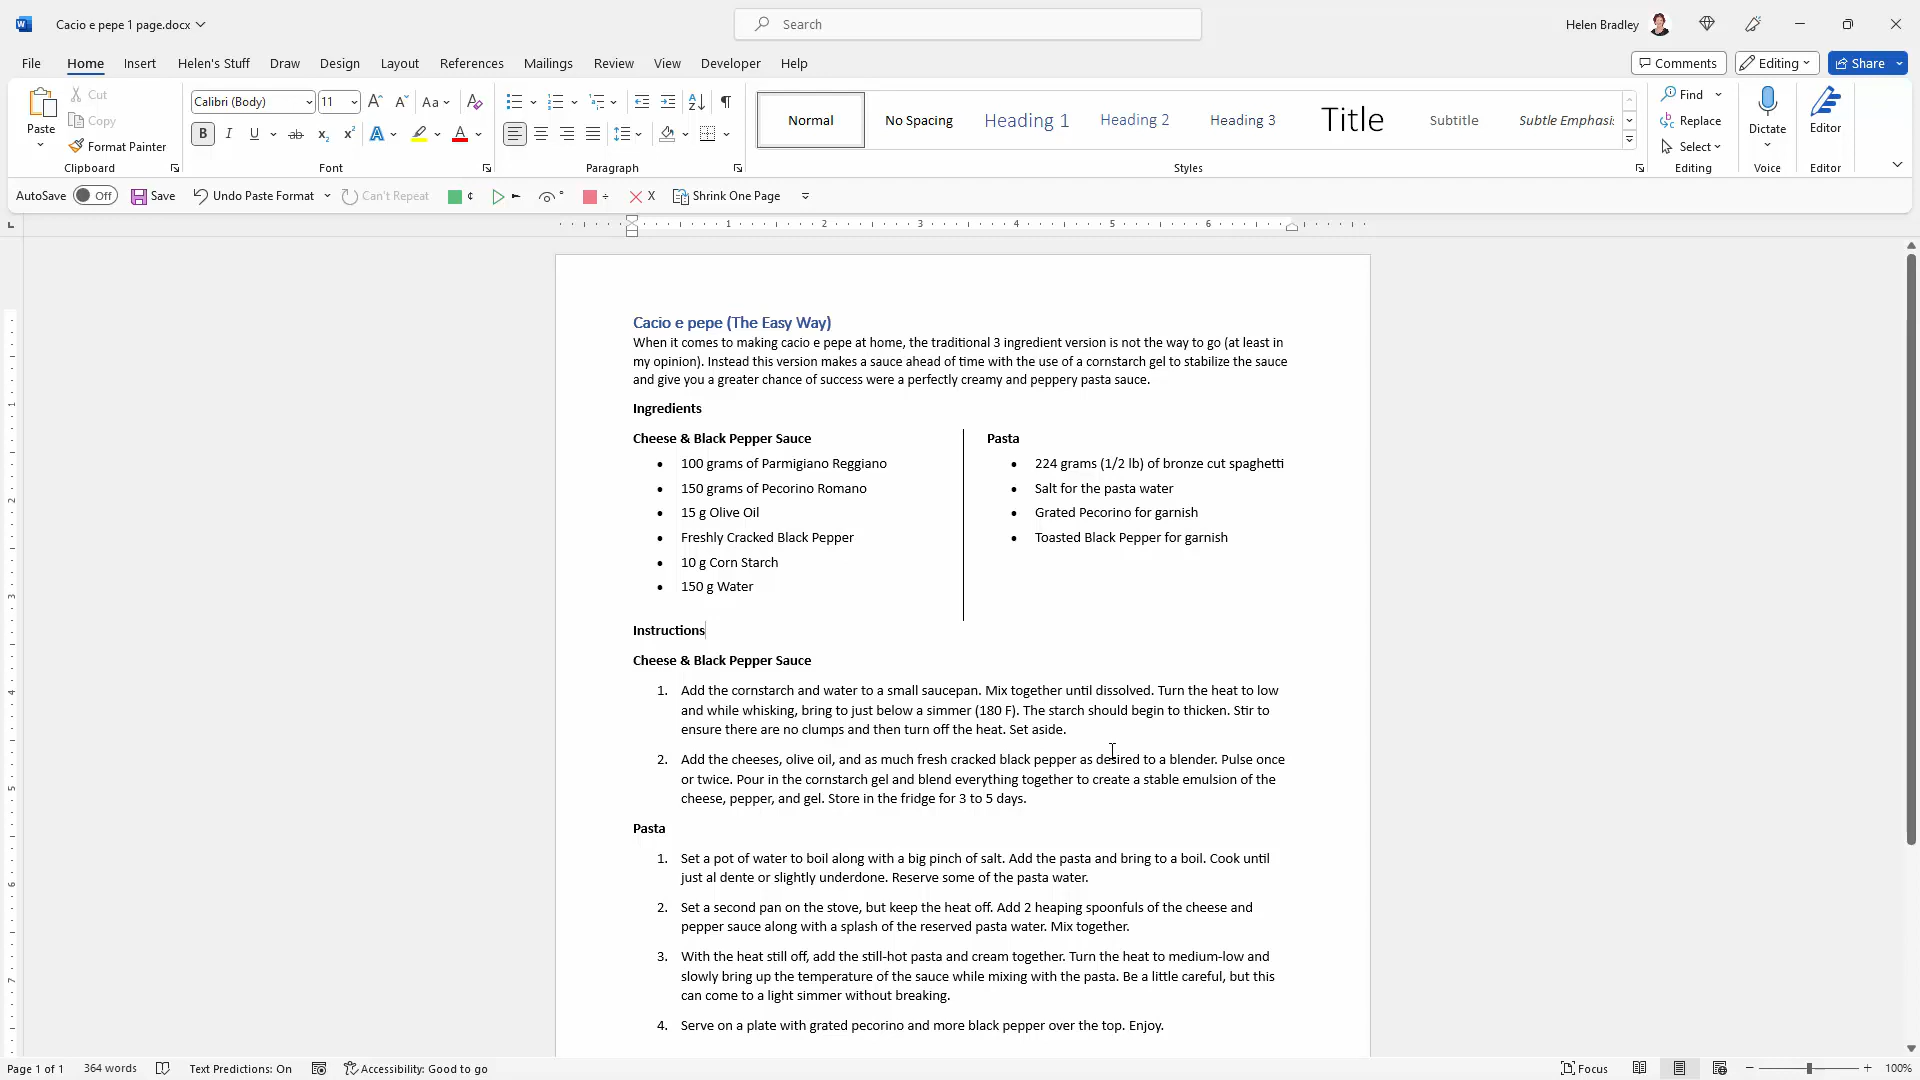 Cacio e pepe 1 page.docx
Search
Helen Bradley
File Home Insert Helen's Stuff Draw Design Layout References Mailings Review View Developer Help
Comments Editing Share
Paste
Cut
Copy
Format Painter
Clipboard
Calibri (Body) 11
Font
Paragraph
Normal No Spacing Heading 1 Heading 2 Heading 3 Title Subtitle Subtle Emphasis
Styles
Find
Replace
Select
Editing
Dictate
Voice
Editor
Editor
AutoSave Off Save Undo Paste Format Can't Repeat X Shrink One Page
1 2 3 4 5 6
Cacio e pepe (The Easy Way)
When it comes to making cacio e pepe at home, the traditional 3 ingredient version is not the way to go (at least in
my opinion). Instead this version makes a sauce ahead of time with the use of a cornstarch gel to stabilize the sauce
and give you a greater chance of success were a perfectly creamy and peppery pasta sauce.
Ingredients
Cheese & Black Pepper Sauce
• 100 grams of Parmigiano Reggiano
• 150 grams of Pecorino Romano
• 15 g Olive Oil
• Freshly Cracked Black Pepper
• 10 g Corn Starch
• 150 g Water
Pasta
• 224 grams (1/2 lb) of bronze cut spaghetti
• Salt for the pasta water
• Grated Pecorino for garnish
• Toasted Black Pepper for garnish
Instructions
Cheese & Black Pepper Sauce
1. Add the cornstarch and water to a small saucepan. Mix together until dissolved. Turn the heat to low
and while whisking, bring to just below a simmer (180 F). The starch should begin to thicken. Stir to
ensure there are no clumps and then turn off the heat. Set aside.
2. Add the cheeses, olive oil, and as much fresh cracked black pepper as desired to a blender. Pulse once
or twice. Pour in the cornstarch gel and blend everything together to create a stable emulsion of the
cheese, pepper, and gel. Store in the fridge for 3 to 5 days.
Pasta
1. Set a pot of water to boil along with a big pinch of salt. Add the pasta and bring to a boil. Cook until
just al dente or slightly underdone. Reserve some of the pasta water.
2. Set a second pan on the stove, but keep the heat off. Add 2 heaping spoonfuls of the cheese and
pepper sauce along with a splash of the reserved pasta water. Mix together.
3. With the heat still off, add the still-hot pasta and cream together. Turn the heat to medium-low and
slowly bring up the temperature of the sauce while mixing with the pasta. Be a little careful, but this
can come to a light simmer without breaking.
4. Serve on a plate with grated pecorino and more black pepper over the top. Enjoy.
Page 1 of 1 364 words Text Predictions: On Accessibility: Good to go Focus 100%